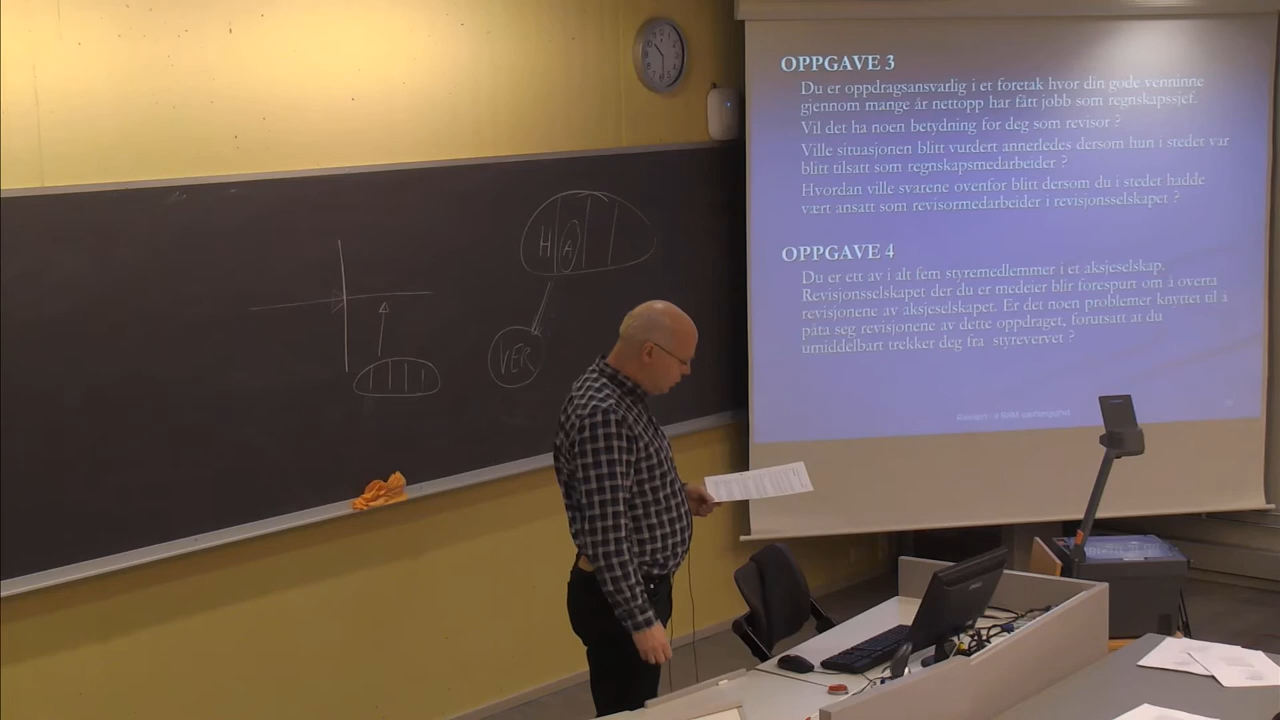 OPPGAVE 3
Du er oppdragsansvarlig i et foretak hvor din gode venninne
gjennom mange år nettopp har fått jobb som regnskapssjef.
Vil det ha noen betydning for deg som revisor ?
Ville situasjonen blitt vurdert annerledes dersom hun i stedet var
blitt tilsatt som regnskapsmedarbeider ?
Hvordan ville svarene ovenfor blitt dersom du i stedet hadde
vært ansatt som revisormedarbeider i revisjonsselskapet ?
OPPGAVE 4
Du er ett av i alt fem styremedlemmer i et aksjeselskap.
Revisjonsselskapet der du er medeier blir forespurt om å overta
revisjonene av aksjeselskapet. Er det noen problemer knyttet til å
påta seg revisjonene av dette oppdraget, forutsatt at du
umiddelbart trekker deg fra styrevervet ?
H A
VER